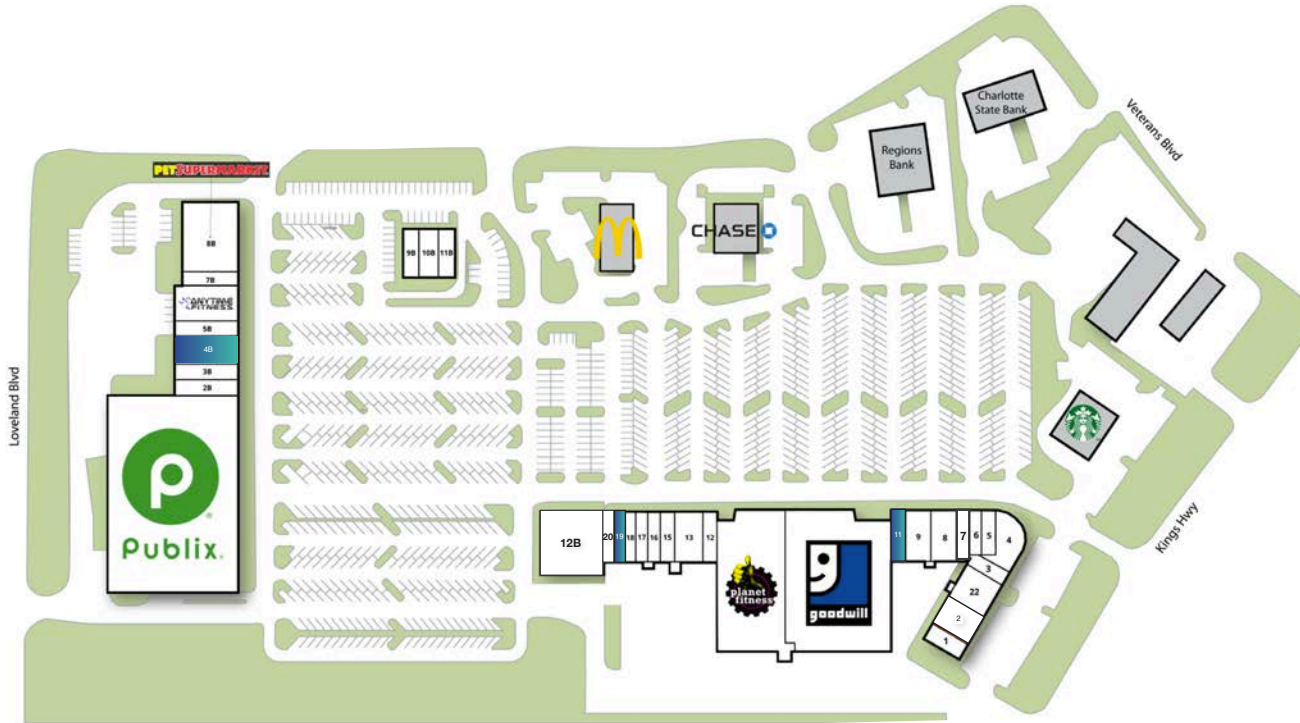 Charlotte
State Bank
Veterans Blvd
Regions
Bank
PET SUPERMARKET
8B
9B
10B
11B
CHASE
7B
ANYTIME
FITNESS
5B
4B
3B
2B
Loveland Blvd
Publix.
12B
20
19
18
17
16
15
13
12
planet
fitness
goodwill
11
9
8
7
6
5
4
3
22
2
1
Kings Hwy